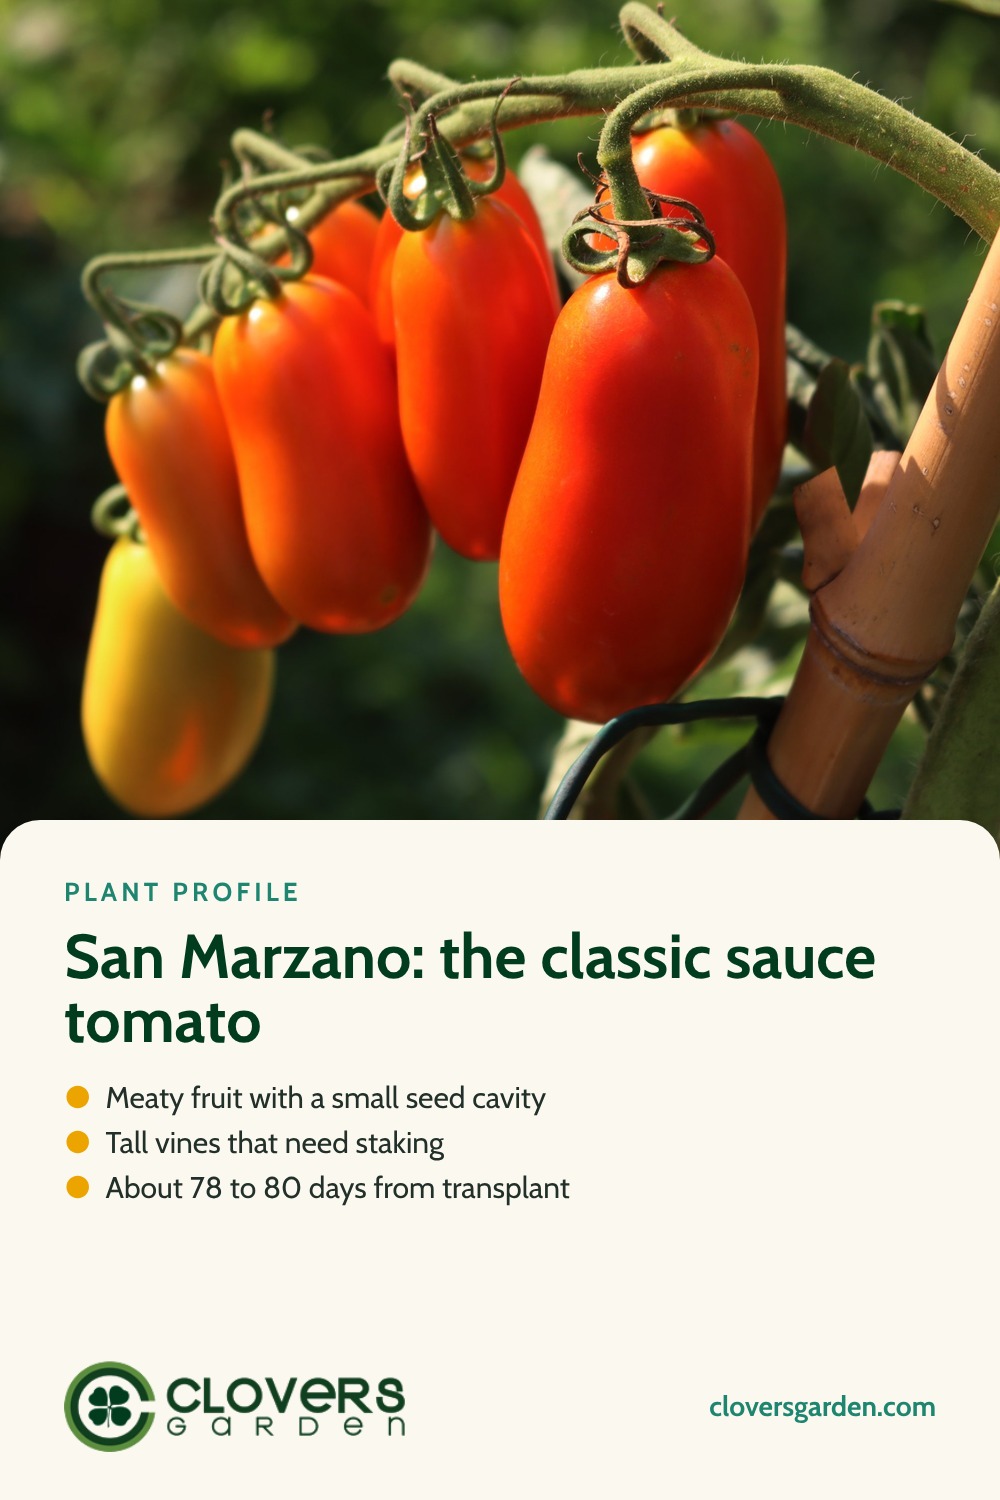 PLANT PROFILE
San Marzano: the classic sauce
tomato
Meaty fruit with a small seed cavity
Tall vines that need staking
About 78 to 80 days from transplant
CLOVERS
GARDEN
cloversgarden.com